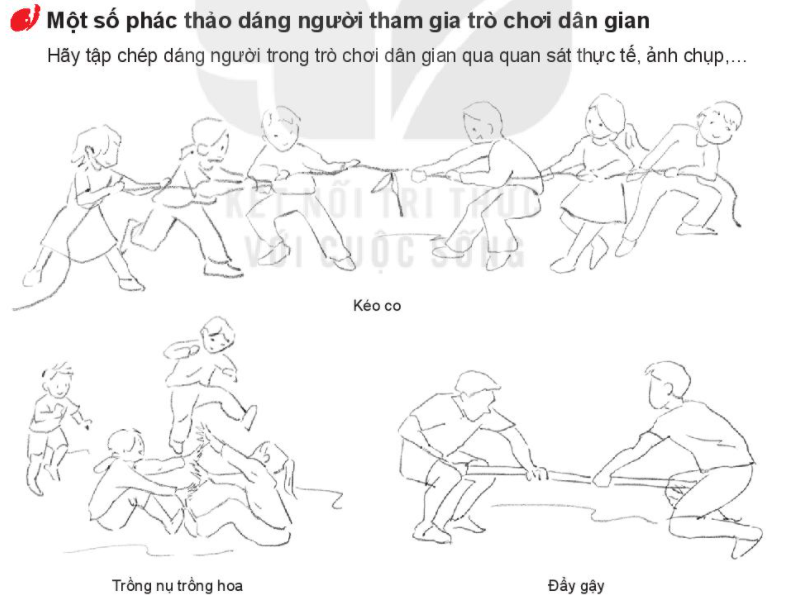 Một số phác thảo dáng người tham gia trò chơi dân gian
Hãy tập chép dáng người trong trò chơi dân gian qua quan sát thực tế, ảnh chụp,...
KẾT NỐI TRI THỨC
VỚI CUỘC SỐNG
Kéo co
Trồng nụ trồng hoa
Đẩy gậy